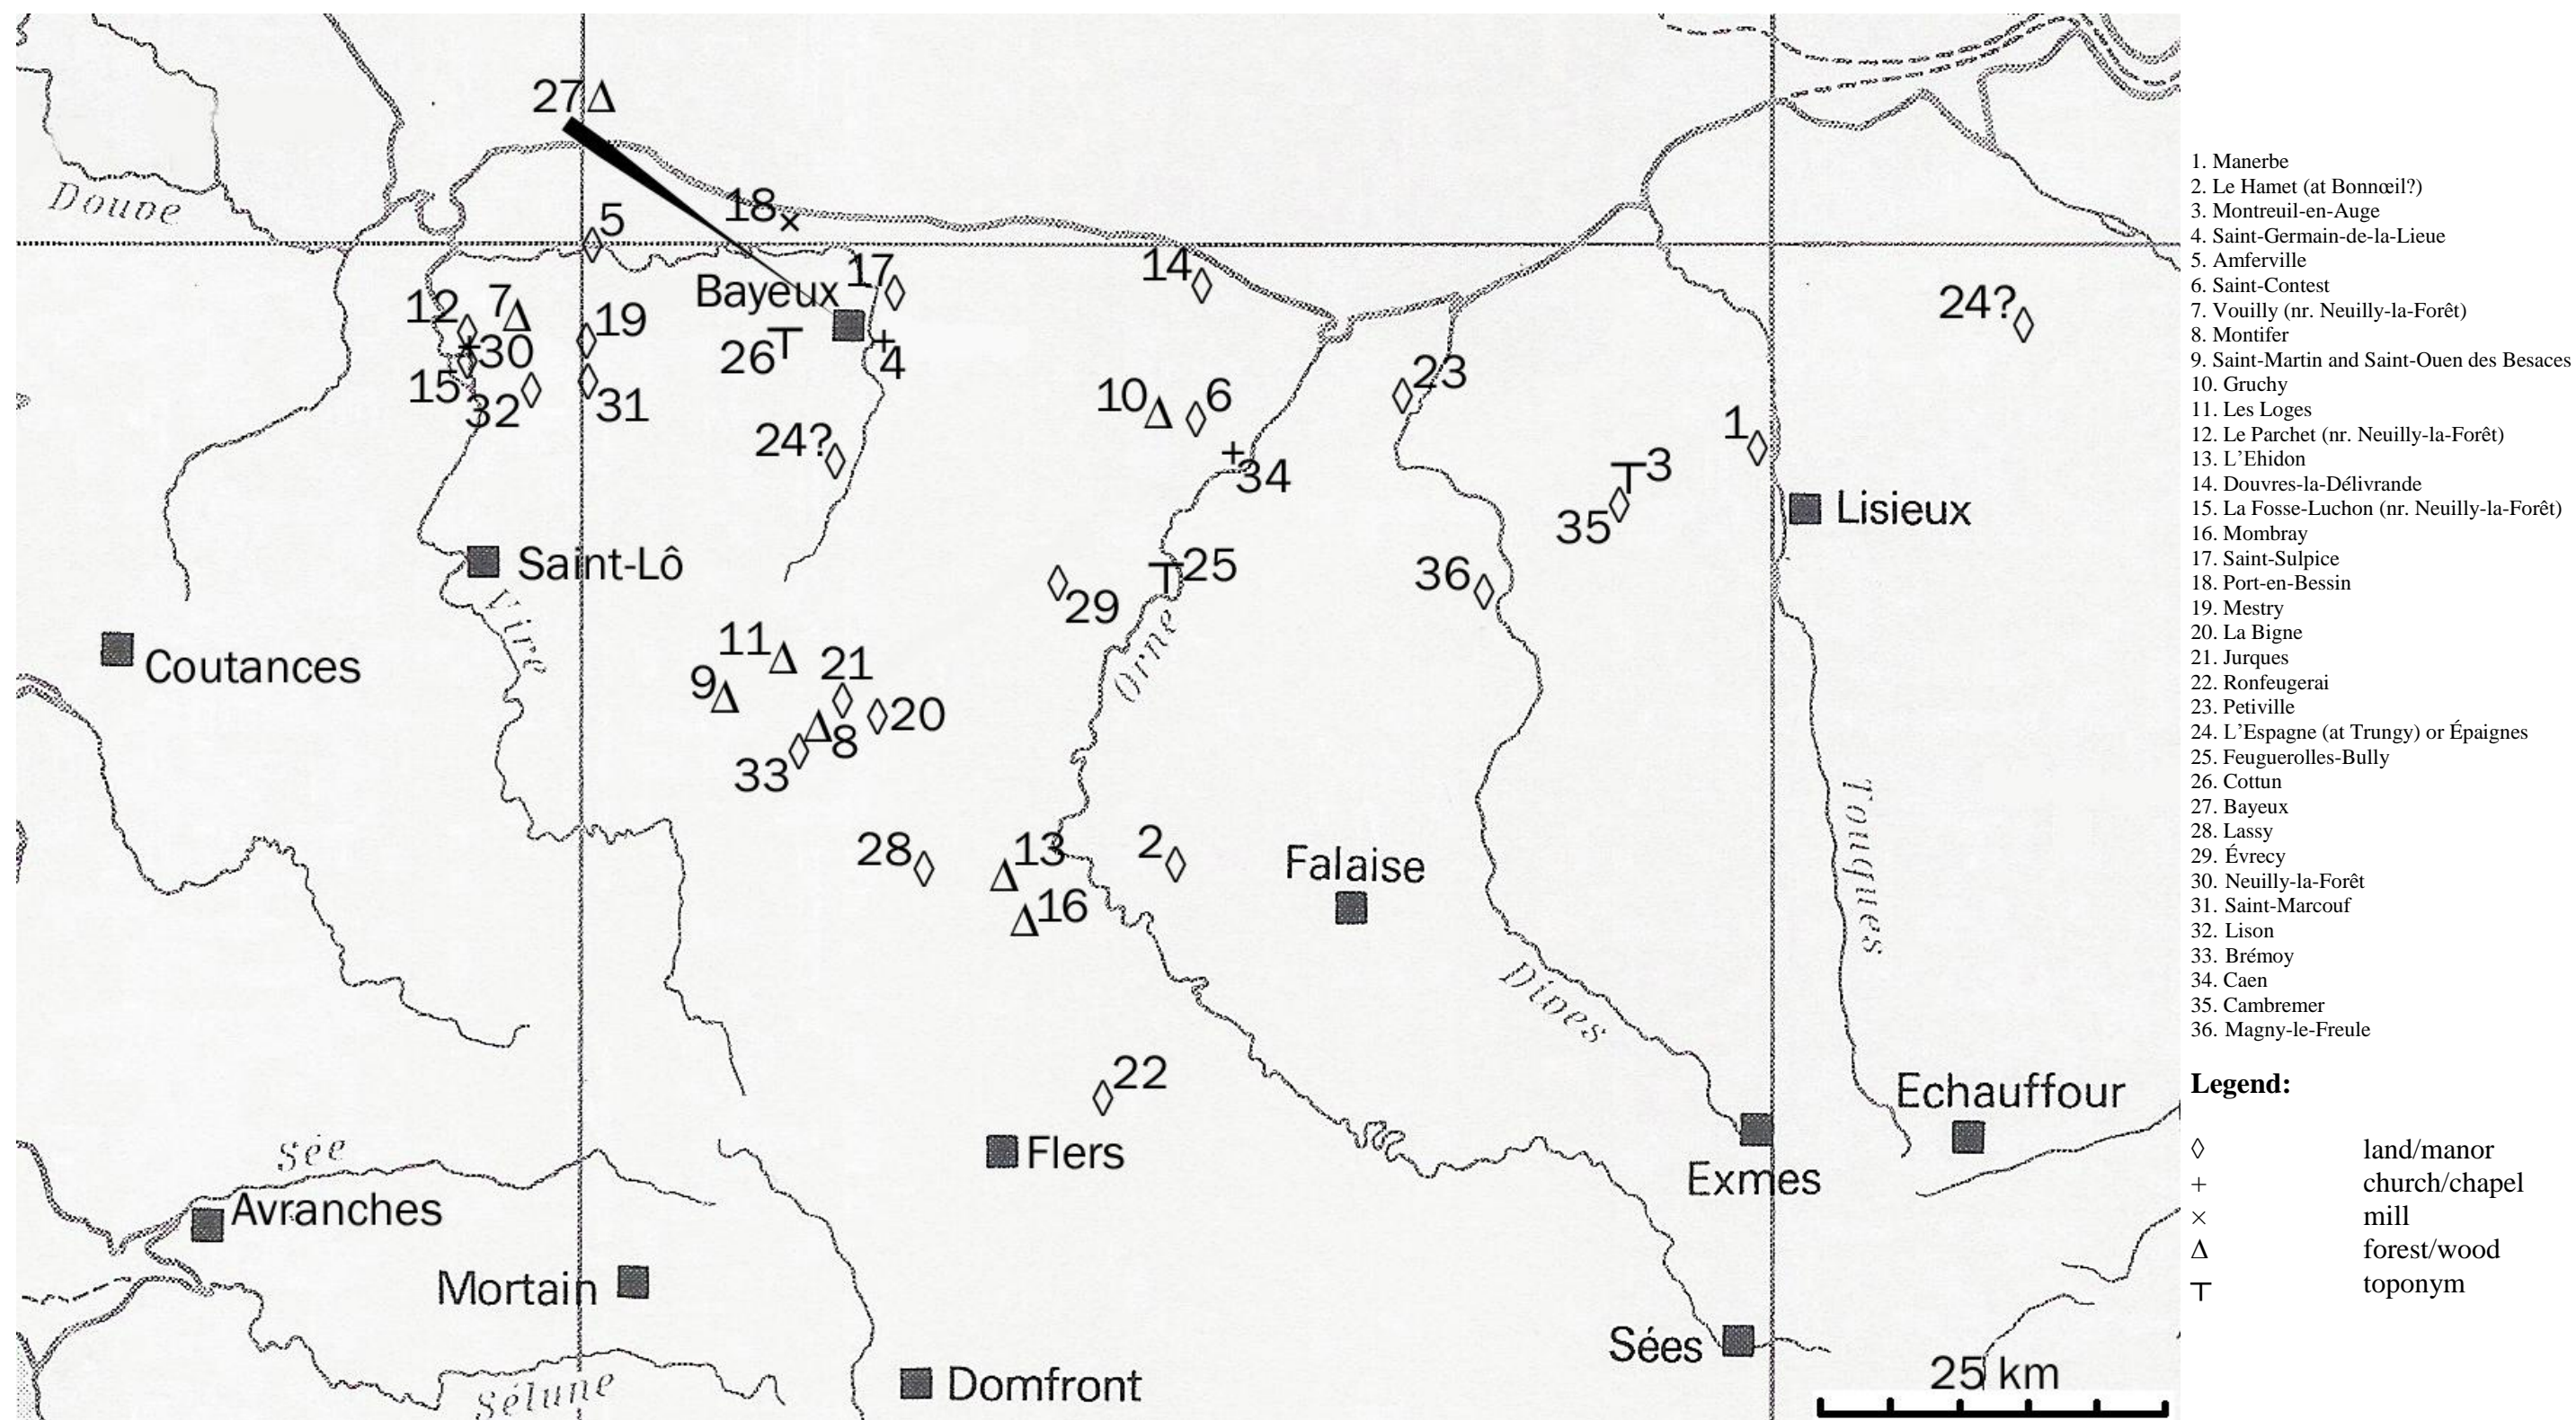 27
Douve
18
5
17
14
Bayeux
24?
12
7
19
30
26
4
23
15
32
31
10
6
1
24?
34
3
35
Lisieux
Saint-Lô
25
36
29
Vire
Orne
11
21
Coutances
9
20
8
33
Touques
28
13
2
Falaise
16
Dives
22
Echauffour
Flers
Sée
Exmes
Avranches
Mortain
Sées
25 km
Domfront
Sélune
1. Manerbe
2. Le Hamet (at Bonnœil?)
3. Montreuil-en-Auge
4. Saint-Germain-de-la-Lieue
5. Amferville
6. Saint-Contest
7. Vouilly (nr. Neuilly-la-Forêt)
8. Montifer
9. Saint-Martin and Saint-Ouen des Besaces
10. Gruchy
11. Les Loges
12. Le Parchet (nr. Neuilly-la-Forêt)
13. L’Ehidon
14. Douvres-la-Délivrande
15. La Fosse-Luchon (nr. Neuilly-la-Forêt)
16. Mombray
17. Saint-Sulpice
18. Port-en-Bessin
19. Mestry
20. La Bigne
21. Jurques
22. Ronfeugerai
23. Petiville
24. L’Espagne (at Trungy) or Épaignes
25. Feuguerolles-Bully
26. Cottun
27. Bayeux
28. Lassy
29. Évrecy
30. Neuilly-la-Forêt
31. Saint-Marcouf
32. Lison
33. Brémoy
34. Caen
35. Cambremer
36. Magny-le-Freule
Legend:
◊ land/manor
+ church/chapel
× mill
Δ forest/wood
T toponym